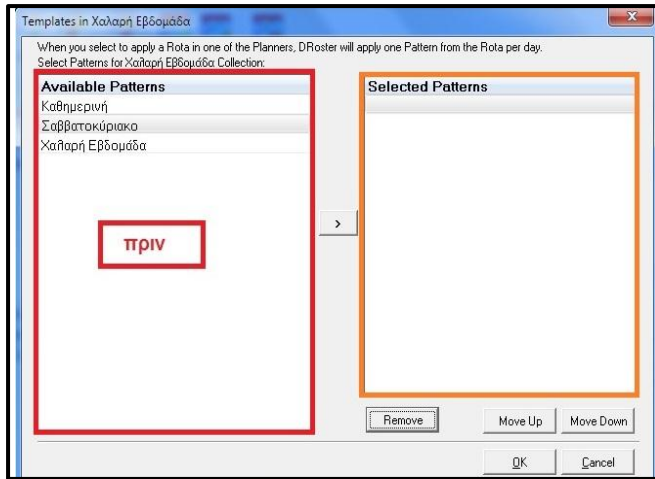 Templates in Χαλαρή Εβδομάδα
When you select to apply a Rota in one of the Planners, DRoster will apply one Pattern from the Rota per day.
Select Patterns for Χαλαρή Εβδομάδα Collection:
Available Patterns
Καθημερινή
Σαββατοκύριακο
Χαλαρή Εβδομάδα
πριν
>
Selected Patterns
Remove
Move Up
Move Down
OK
Cancel